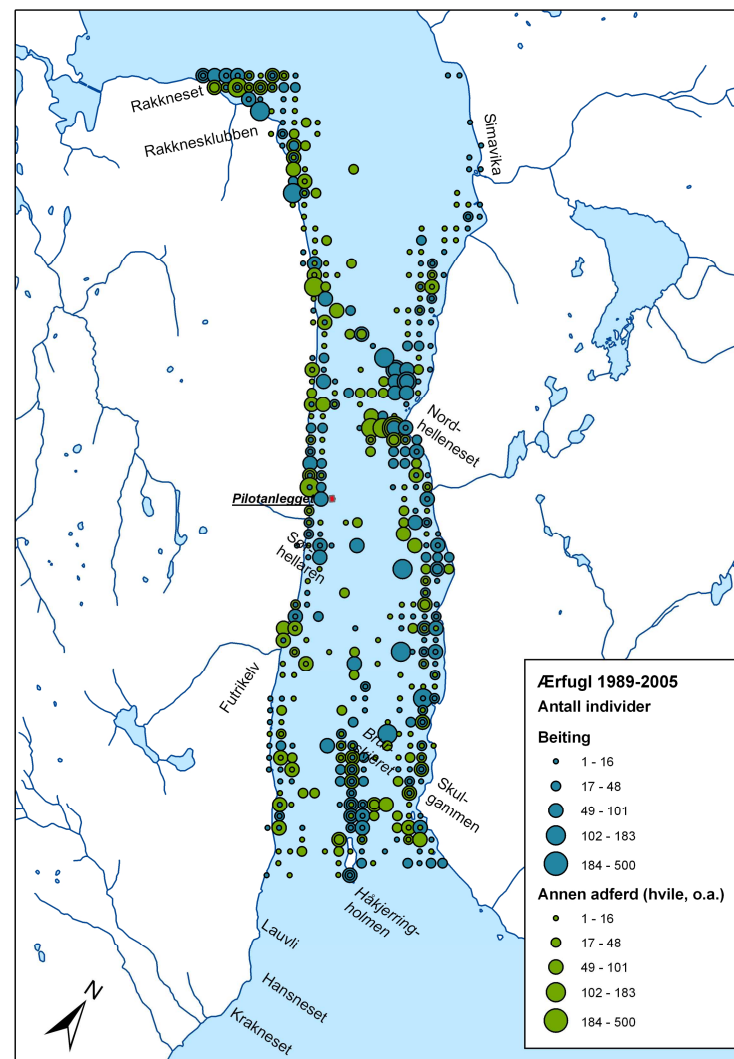 Rakkneset
Rakknesklubben
Simavika
Nord-
helleneset
Pilotanlegget
hellaren
Futrikelv
skjeret
Skul-
gammen
Håkjerring-
holmen
Lauvli
Hansneset
Krakneset
N
Ærfugl 1989-2005
Antall individer
Beiting
1 - 16
17 - 48
49 - 101
102 - 183
184 - 500
Annen adferd (hvile, o.a.)
1 - 16
17 - 48
49 - 101
102 - 183
184 - 500